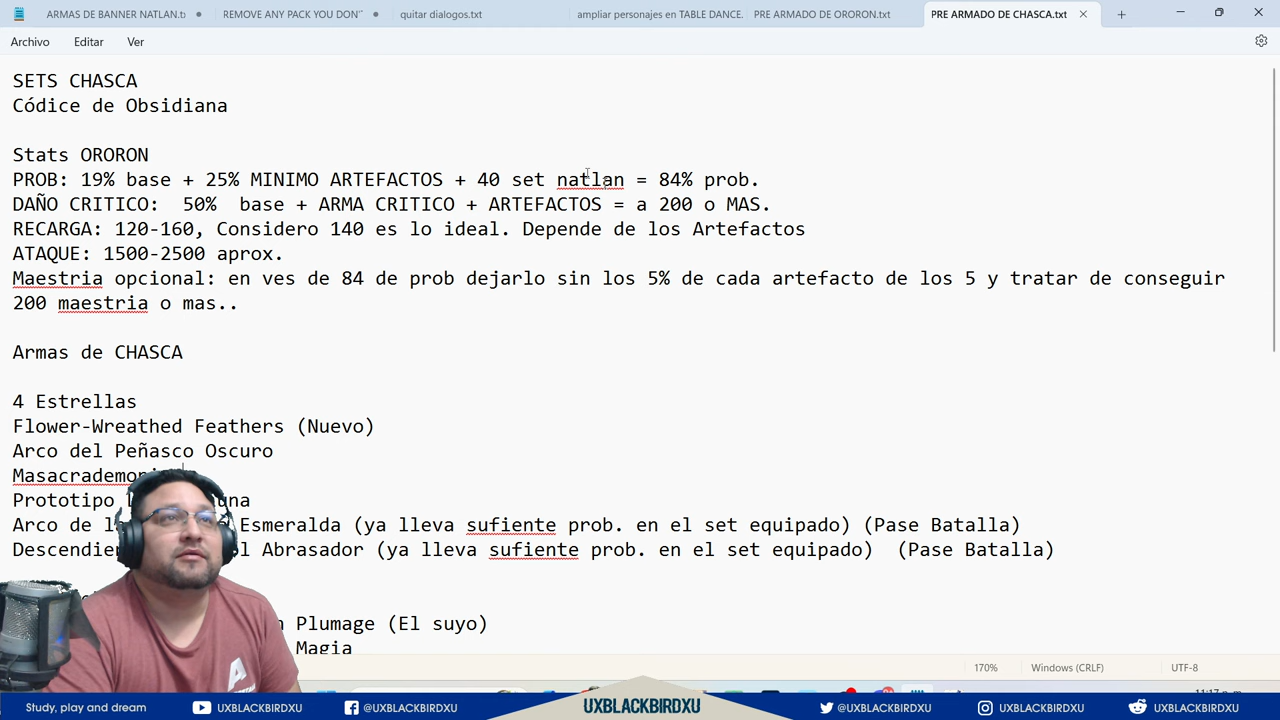 ARMAS DE BANNER NATLAN.t
REMOVE ANY PACK YOU DON'
quitar dialogos.txt
ampliar personajes en TABLE DANCE.
PRE ARMADO DE ORORON.txt
PRE ARMADO DE CHASCA.txt
Archivo
Editar
Ver
SETS CHASCA
Códice de Obsidiana
Stats ORORON
PROB: 19% base + 25% MINIMO ARTEFACTOS + 40 set natlan = 84% prob.
DAÑO CRITICO: 50% base + ARMA CRITICO + ARTEFACTOS = a 200 o MAS.
RECARGA: 120-160, Considero 140 es lo ideal. Depende de los Artefactos
ATAQUE: 1500-2500 aprox.
Maestria opcional: en ves de 84 de prob dejarlo sin los 5% de cada artefacto de los 5 y tratar de conseguir
200 maestria o mas..
Armas de CHASCA
4 Estrellas
Flower-Wreathed Feathers (Nuevo)
Arco del Peñasco Oscuro
Masacrademon
Prototipo una
Arco de l Esmeralda (ya lleva sufiente prob. en el set equipado) (Pase Batalla)
Descendien l Abrasador (ya lleva sufiente prob. en el set equipado) (Pase Batalla)
Plumage (El suyo)
Magia
170%
Windows (CRLF)
UTF-8
Study, play and dream
UXBLACKBIRDXU
@UXBLACKBIRDXU
UXBLACKBIRDXU
@UXBLACKBIRDXU
UXBLACKBIRDXU
UXBLACKBIRDXU